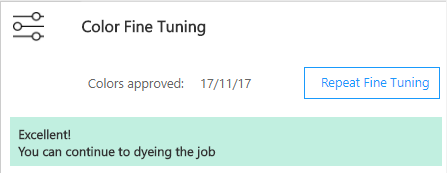 Color Fine Tuning
Colors approved: 17/11/17 Repeat Fine Tuning
Excellent!
You can continue to dyeing the job